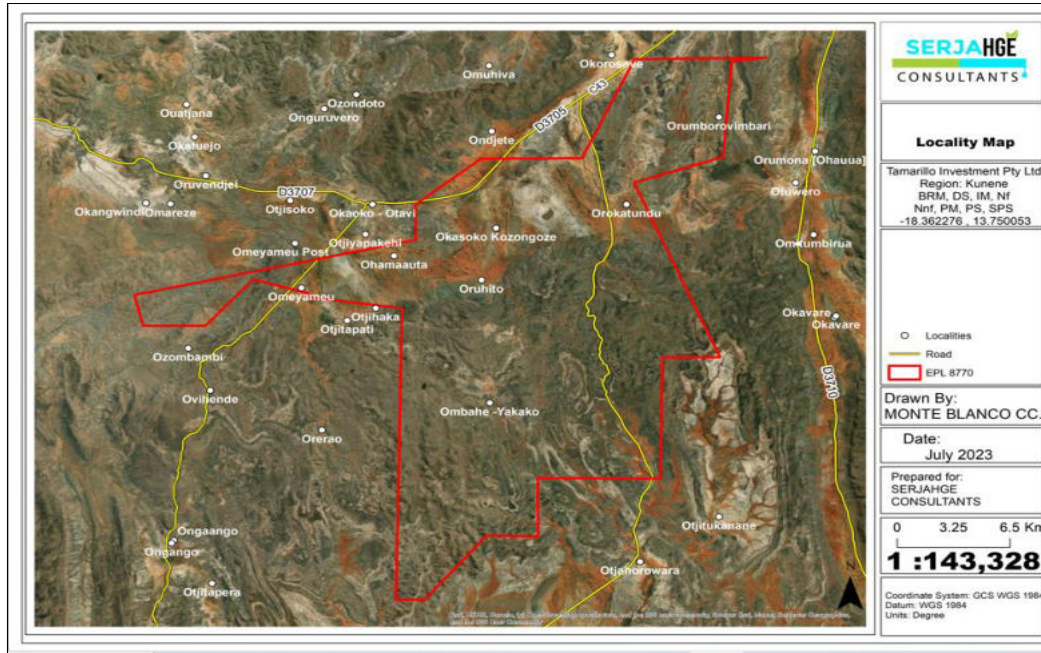 Okorosave
Omuhiva
C43
Ozondoto
Onguruvero
Ouatjana
D3705
Orumborovimbari
Ondjete
Okatuejo
Orumona [Ohauua]
Oruvendjei
D3707
Otjisoko
Oluwero
Okangwindi
Omareze
Okaoko - Otavi
Orokatundu
Otjiyapakehi
Okasoko Kozongoze
Omkumbirua
Omeyameu Post
Ohamaauta
Oruhito
Omeyameu
Otjihaka
Otjitapati
Okavare
Okavare
Ozombambi
D3710
Ovihende
Ombahe -Yakako
Orerao
Otjitukanane
Ongaango
Ongango
Otjahorowara
Otjitapera
SERJAHGE
CONSULTANTS
Locality Map
Tamarillo Investment Pty Ltd
Region: Kunene
BRM, DS, IM, Nf
Nnf, PM, PS, SPS
-18.362276 , 13.750053
Localities
Road
EPL 8770
Drawn By:
MONTE BLANCO CC.
Date:
July 2023
Prepared for:
SERJAHGE
CONSULTANTS
0 3.25 6.5 Km
1 :143,328
N
Coordinate System: GCS WGS 1984
Datum: WGS 1984
Units: Degree